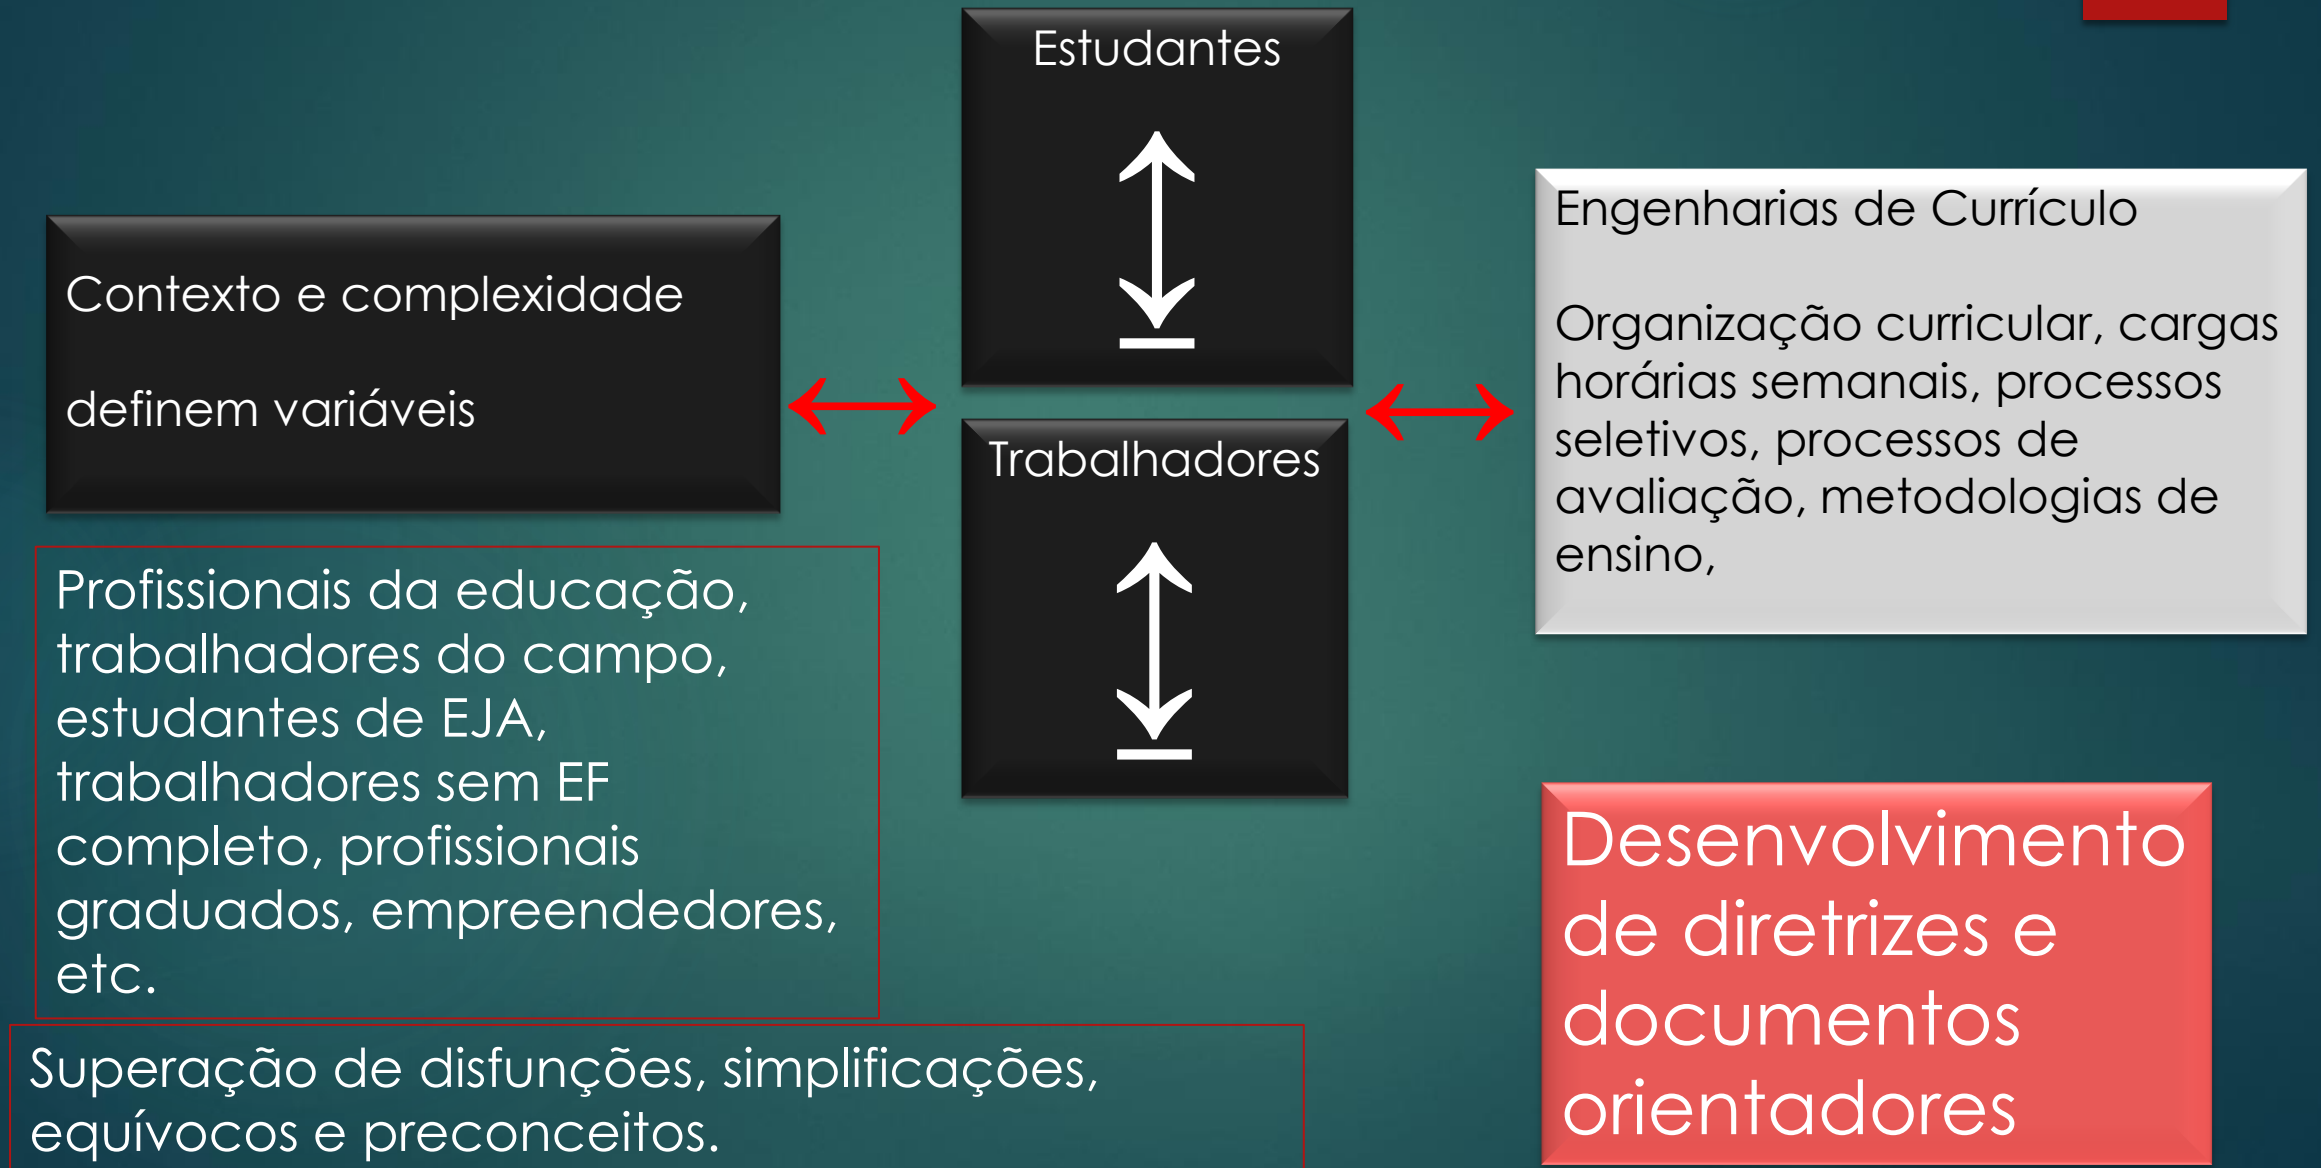 Estudantes
Contexto e complexidade
definem variáveis
Trabalhadores
Engenharias de Currículo
Organização curricular, cargas
horárias semanais, processos
seletivos, processos de
avaliação, metodologias de
ensino,
Profissionais da educação,
trabalhadores do campo,
estudantes de EJA,
trabalhadores sem EF
completo, profissionais
graduados, empreendedores,
etc.
Superação de disfunções, simplificações,
equívocos e preconceitos.
Desenvolvimento
de diretrizes e
documentos
orientadores